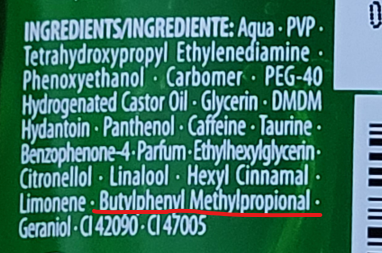 INGREDIENTS/INGREDIENTE: Aqua · PVP ·
Tetrahydroxypropyl Ethylenediamine ·
Phenoxyethanol · Carbomer · PEG-40
Hydrogenated Castor Oil · Glycerin · DMDM
Hydantoin · Panthenol · Caffeine · Taurine ·
Benzophenone-4 · Parfum · Ethylhexylglycerin ·
Citronellol · Linalool · Hexyl Cinnamal ·
Limonene · Butylphenyl Methylpropional ·
Geraniol · CI 42090 · CI 47005